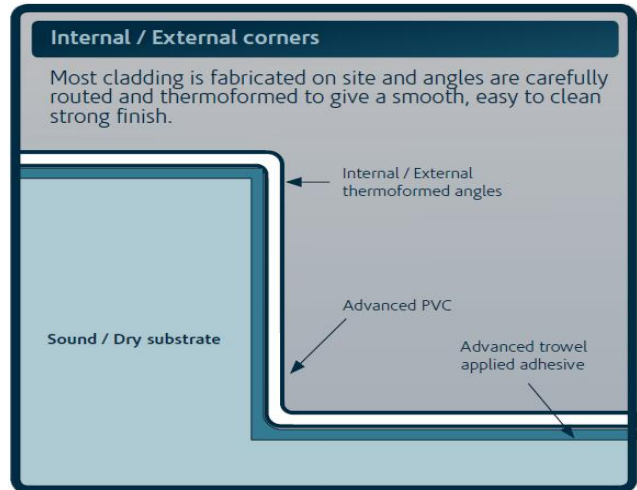 Internal / External corners
Most cladding is fabricated on site and angles are carefully
routed and thermoformed to give a smooth, easy to clean
strong finish.
Internal / External
thermoformed angles
Advanced PVC
Sound / Dry substrate
Advanced trowel
applied adhesive